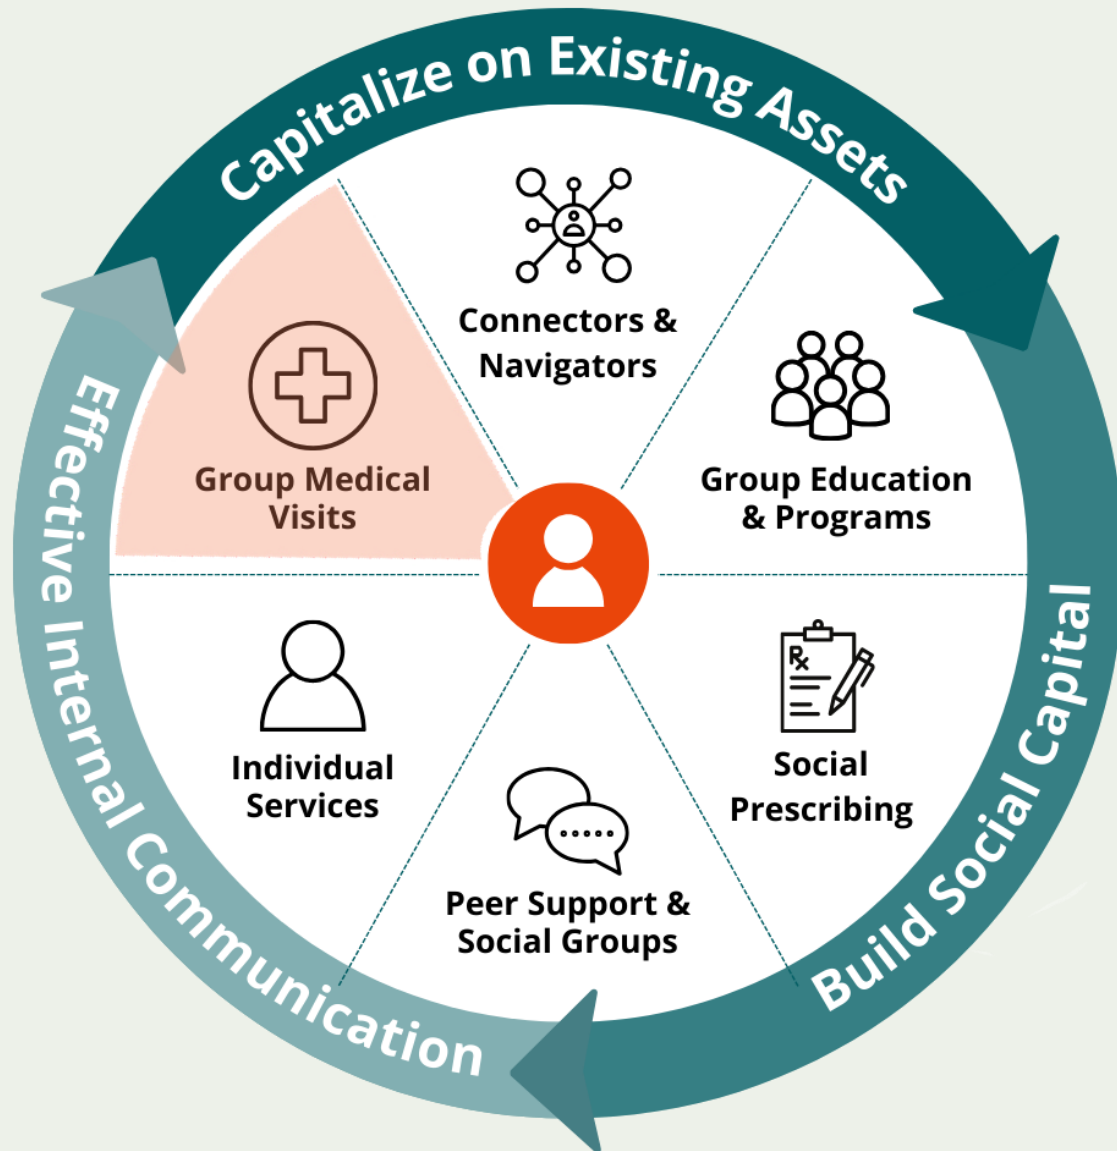 Capitalize on Existing Assets
Build Social Capital
Effective Internal Communication
Connectors &
Navigators
Group Education
& Programs
Rx
Social
Prescribing
Peer Support &
Social Groups
Individual
Services
Group Medical
Visits